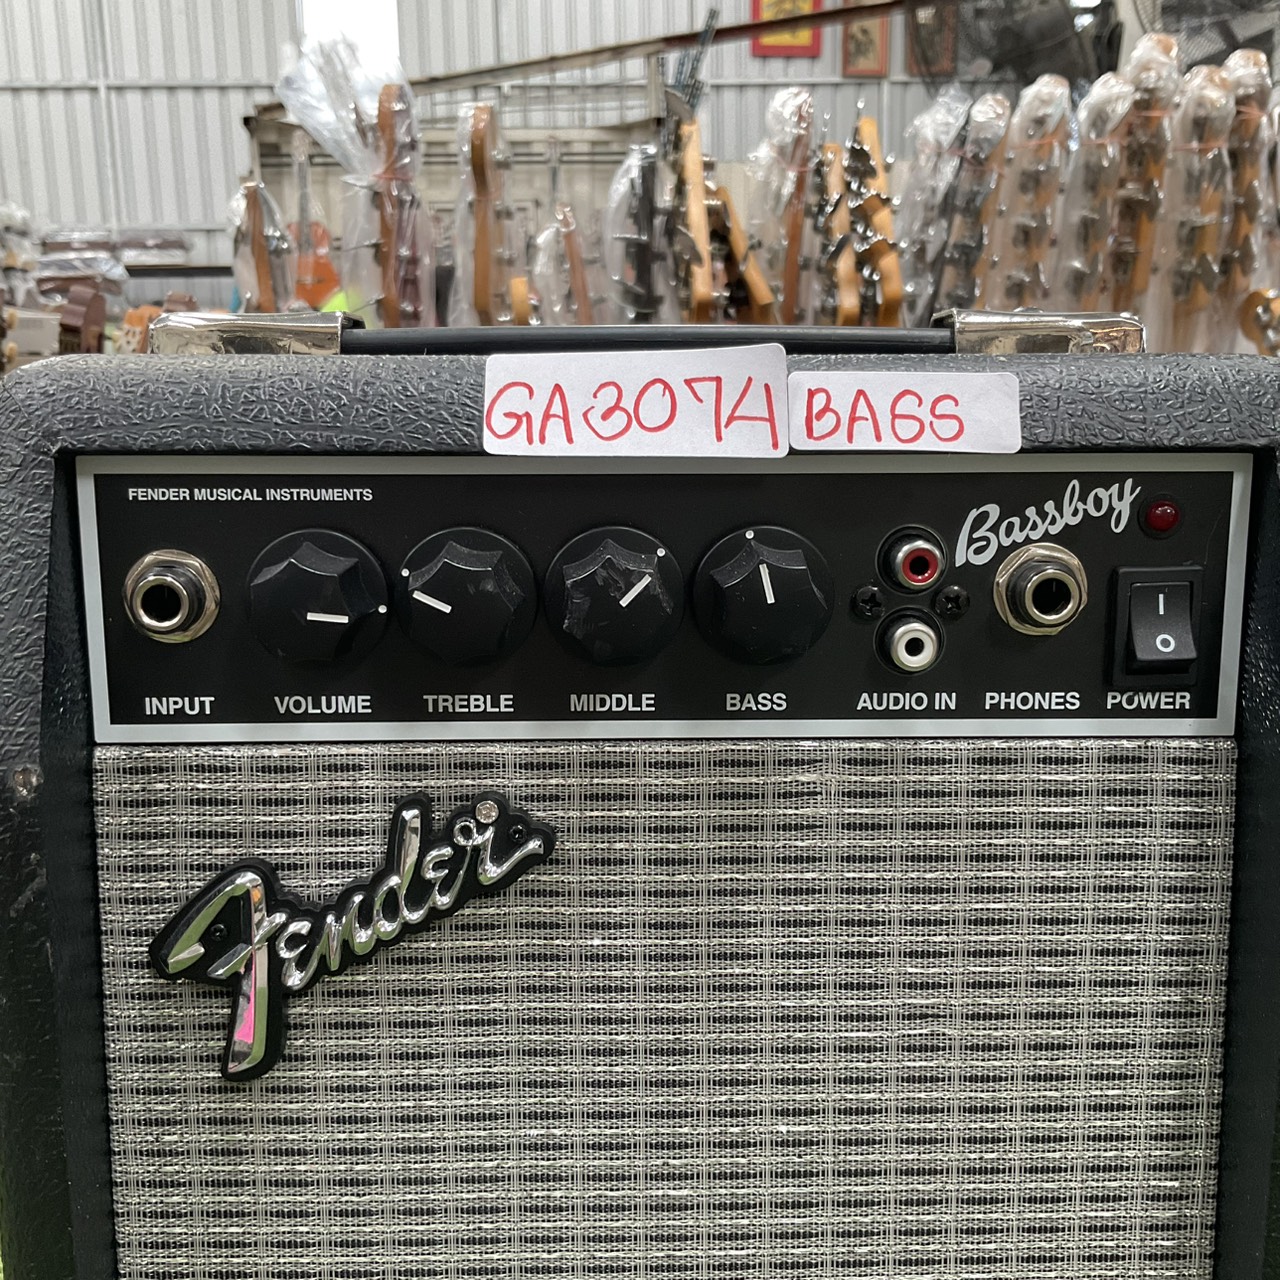 GA3074 BASS
FENDER MUSICAL INSTRUMENTS
Bassboy
INPUT VOLUME TREBLE MIDDLE BASS AUDIO IN PHONES POWER
I
O
Fender